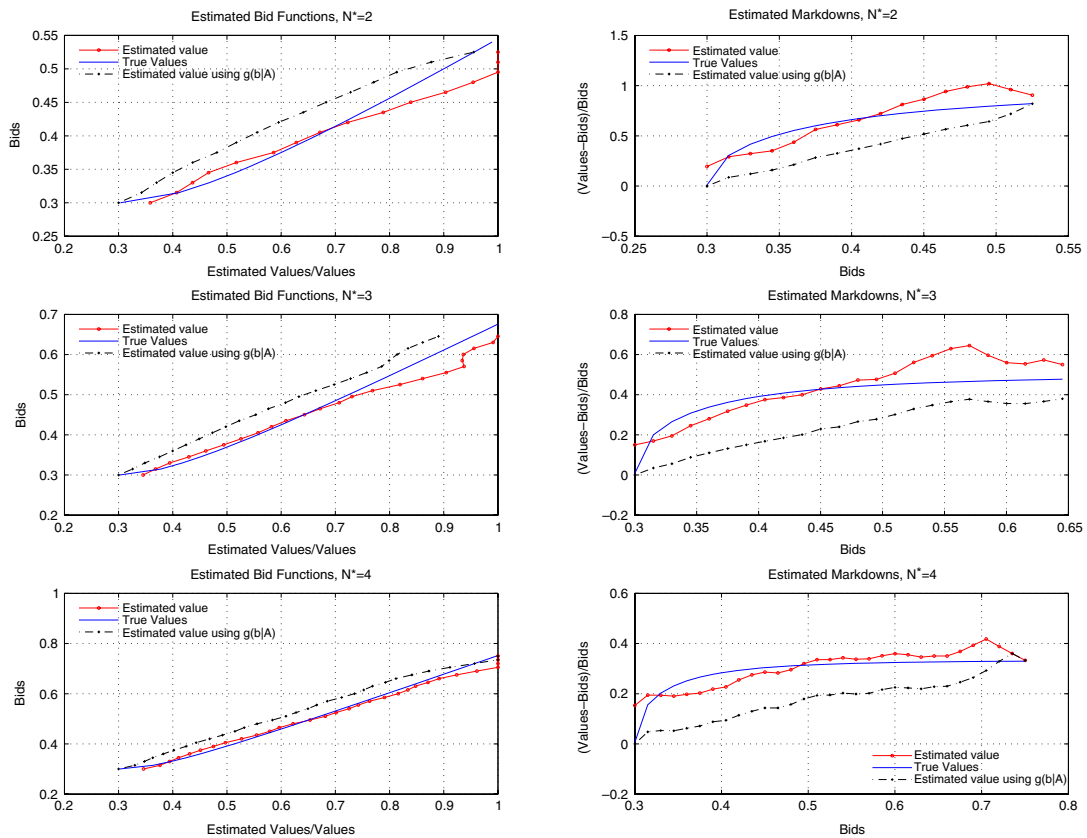 Estimated Bid Functions, N*=2
0.55
0.5
0.45
0.4
0.35
0.3
0.25
Bids
Estimated value
True Values
Estimated value using g(b|A)
0.2 0.3 0.4 0.5 0.6 0.7 0.8 0.9 1
Estimated Values/Values
Estimated Markdowns, N*=2
1.5
1
0.5
0
−0.5
(Values−Bids)/Bids
Estimated value
True Values
Estimated value using g(b|A)
0.25 0.3 0.35 0.4 0.45 0.5 0.55
Bids
Estimated Bid Functions, N*=3
0.7
0.6
0.5
0.4
0.3
0.2
Bids
Estimated value
True Values
Estimated value using g(b|A)
0.2 0.3 0.4 0.5 0.6 0.7 0.8 0.9 1
Estimated Values/Values
Estimated Markdowns, N*=3
0.8
0.6
0.4
0.2
0
−0.2
(Values−Bids)/Bids
Estimated value
True Values
Estimated value using g(b|A)
0.3 0.35 0.4 0.45 0.5 0.55 0.6 0.65
Bids
Estimated Bid Functions, N*=4
1
0.8
0.6
0.4
0.2
Bids
Estimated value
True Values
Estimated value using g(b|A)
0.2 0.3 0.4 0.5 0.6 0.7 0.8 0.9 1
Estimated Values/Values
Estimated Markdowns, N*=4
0.6
0.4
0.2
0
−0.2
(Values−Bids)/Bids
Estimated value
True Values
Estimated value using g(b|A)
0.3 0.4 0.5 0.6 0.7 0.8
Bids